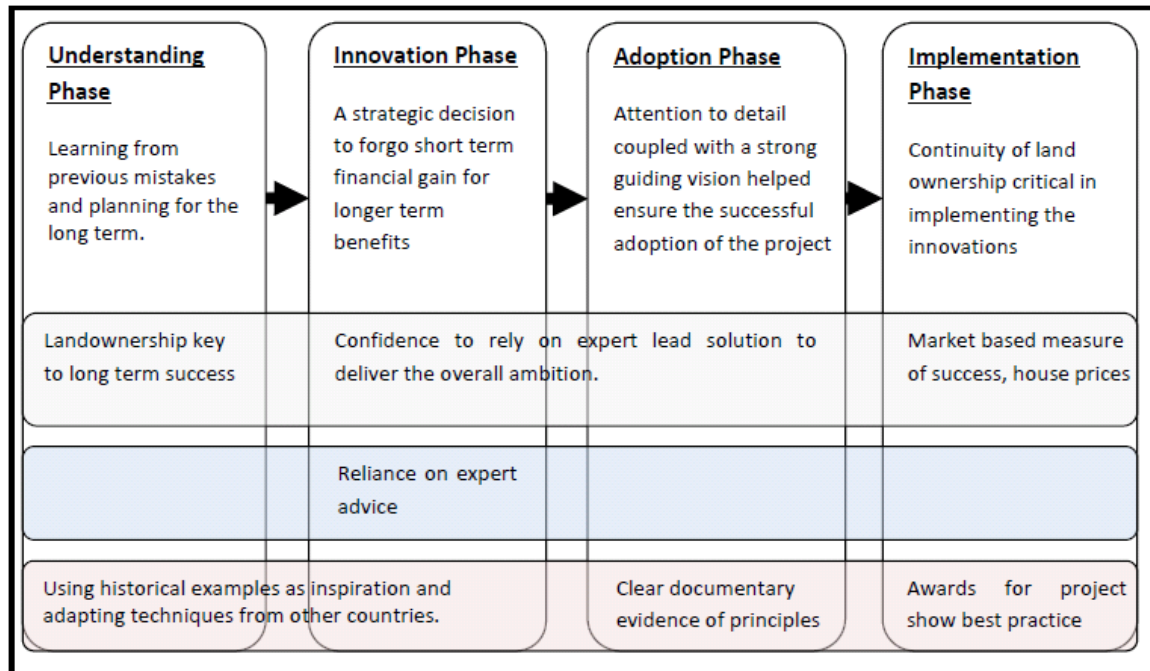 Understanding
Phase
Learning from
previous mistakes
and planning for the
long term.
Innovation Phase
A strategic decision
to forgo short term
financial gain for
longer term
benefits
Adoption Phase
Attention to detail
coupled with a strong
guiding vision helped
ensure the successful
adoption of the project
Implementation
Phase
Continuity of land
ownership critical in
implementing the
innovations
Landownership key
to long term success
Confidence to rely on expert lead solution to
deliver the overall ambition.
Market based measure
of success, house prices
Reliance on expert
advice
Using historical examples as inspiration and
adapting techniques from other countries.
Clear documentary
evidence of principles
Awards for project
show best practice